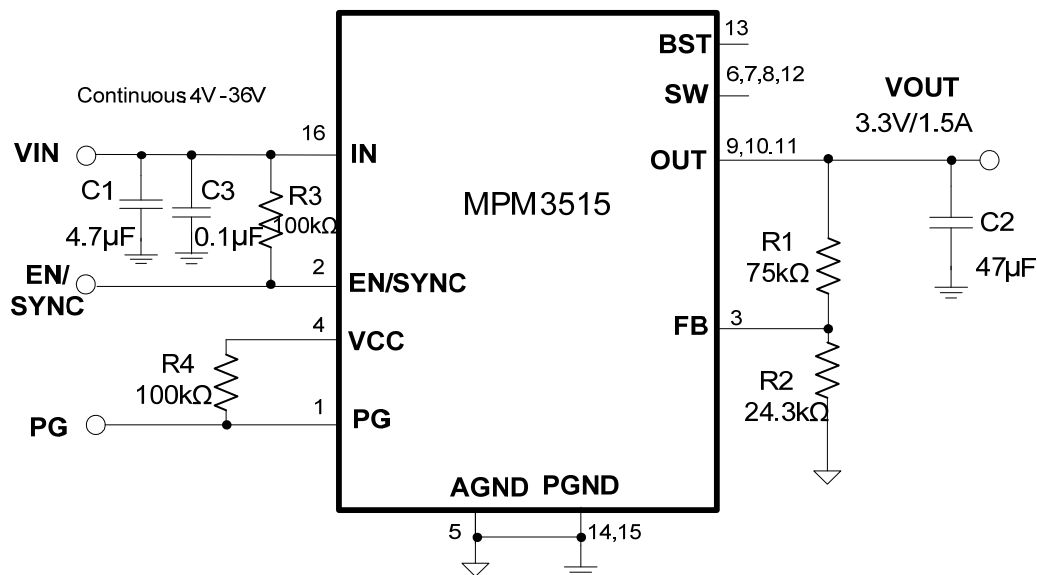 BST
13
SW
6,7,8,12
VOUT
3.3V/1.5A
Continuous 4V-36V
VIN
16
IN
OUT
9,10.11
MPM3515
C1
4.7µF
C3
0.1µF
R3
100kΩ
R1
75kΩ
C2
47µF
EN/
SYNC
2
EN/SYNC
FB
3
4
VCC
R4
100kΩ
R2
24.3kΩ
PG
1
PG
AGND
PGND
5
14,15